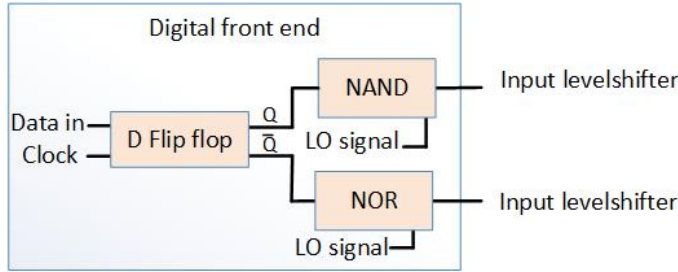 Digital front end
NAND
Input levelshifter
Data in
D Flip flop
Q
Q̅
LO signal
Clock
NOR
Input levelshifter
LO signal